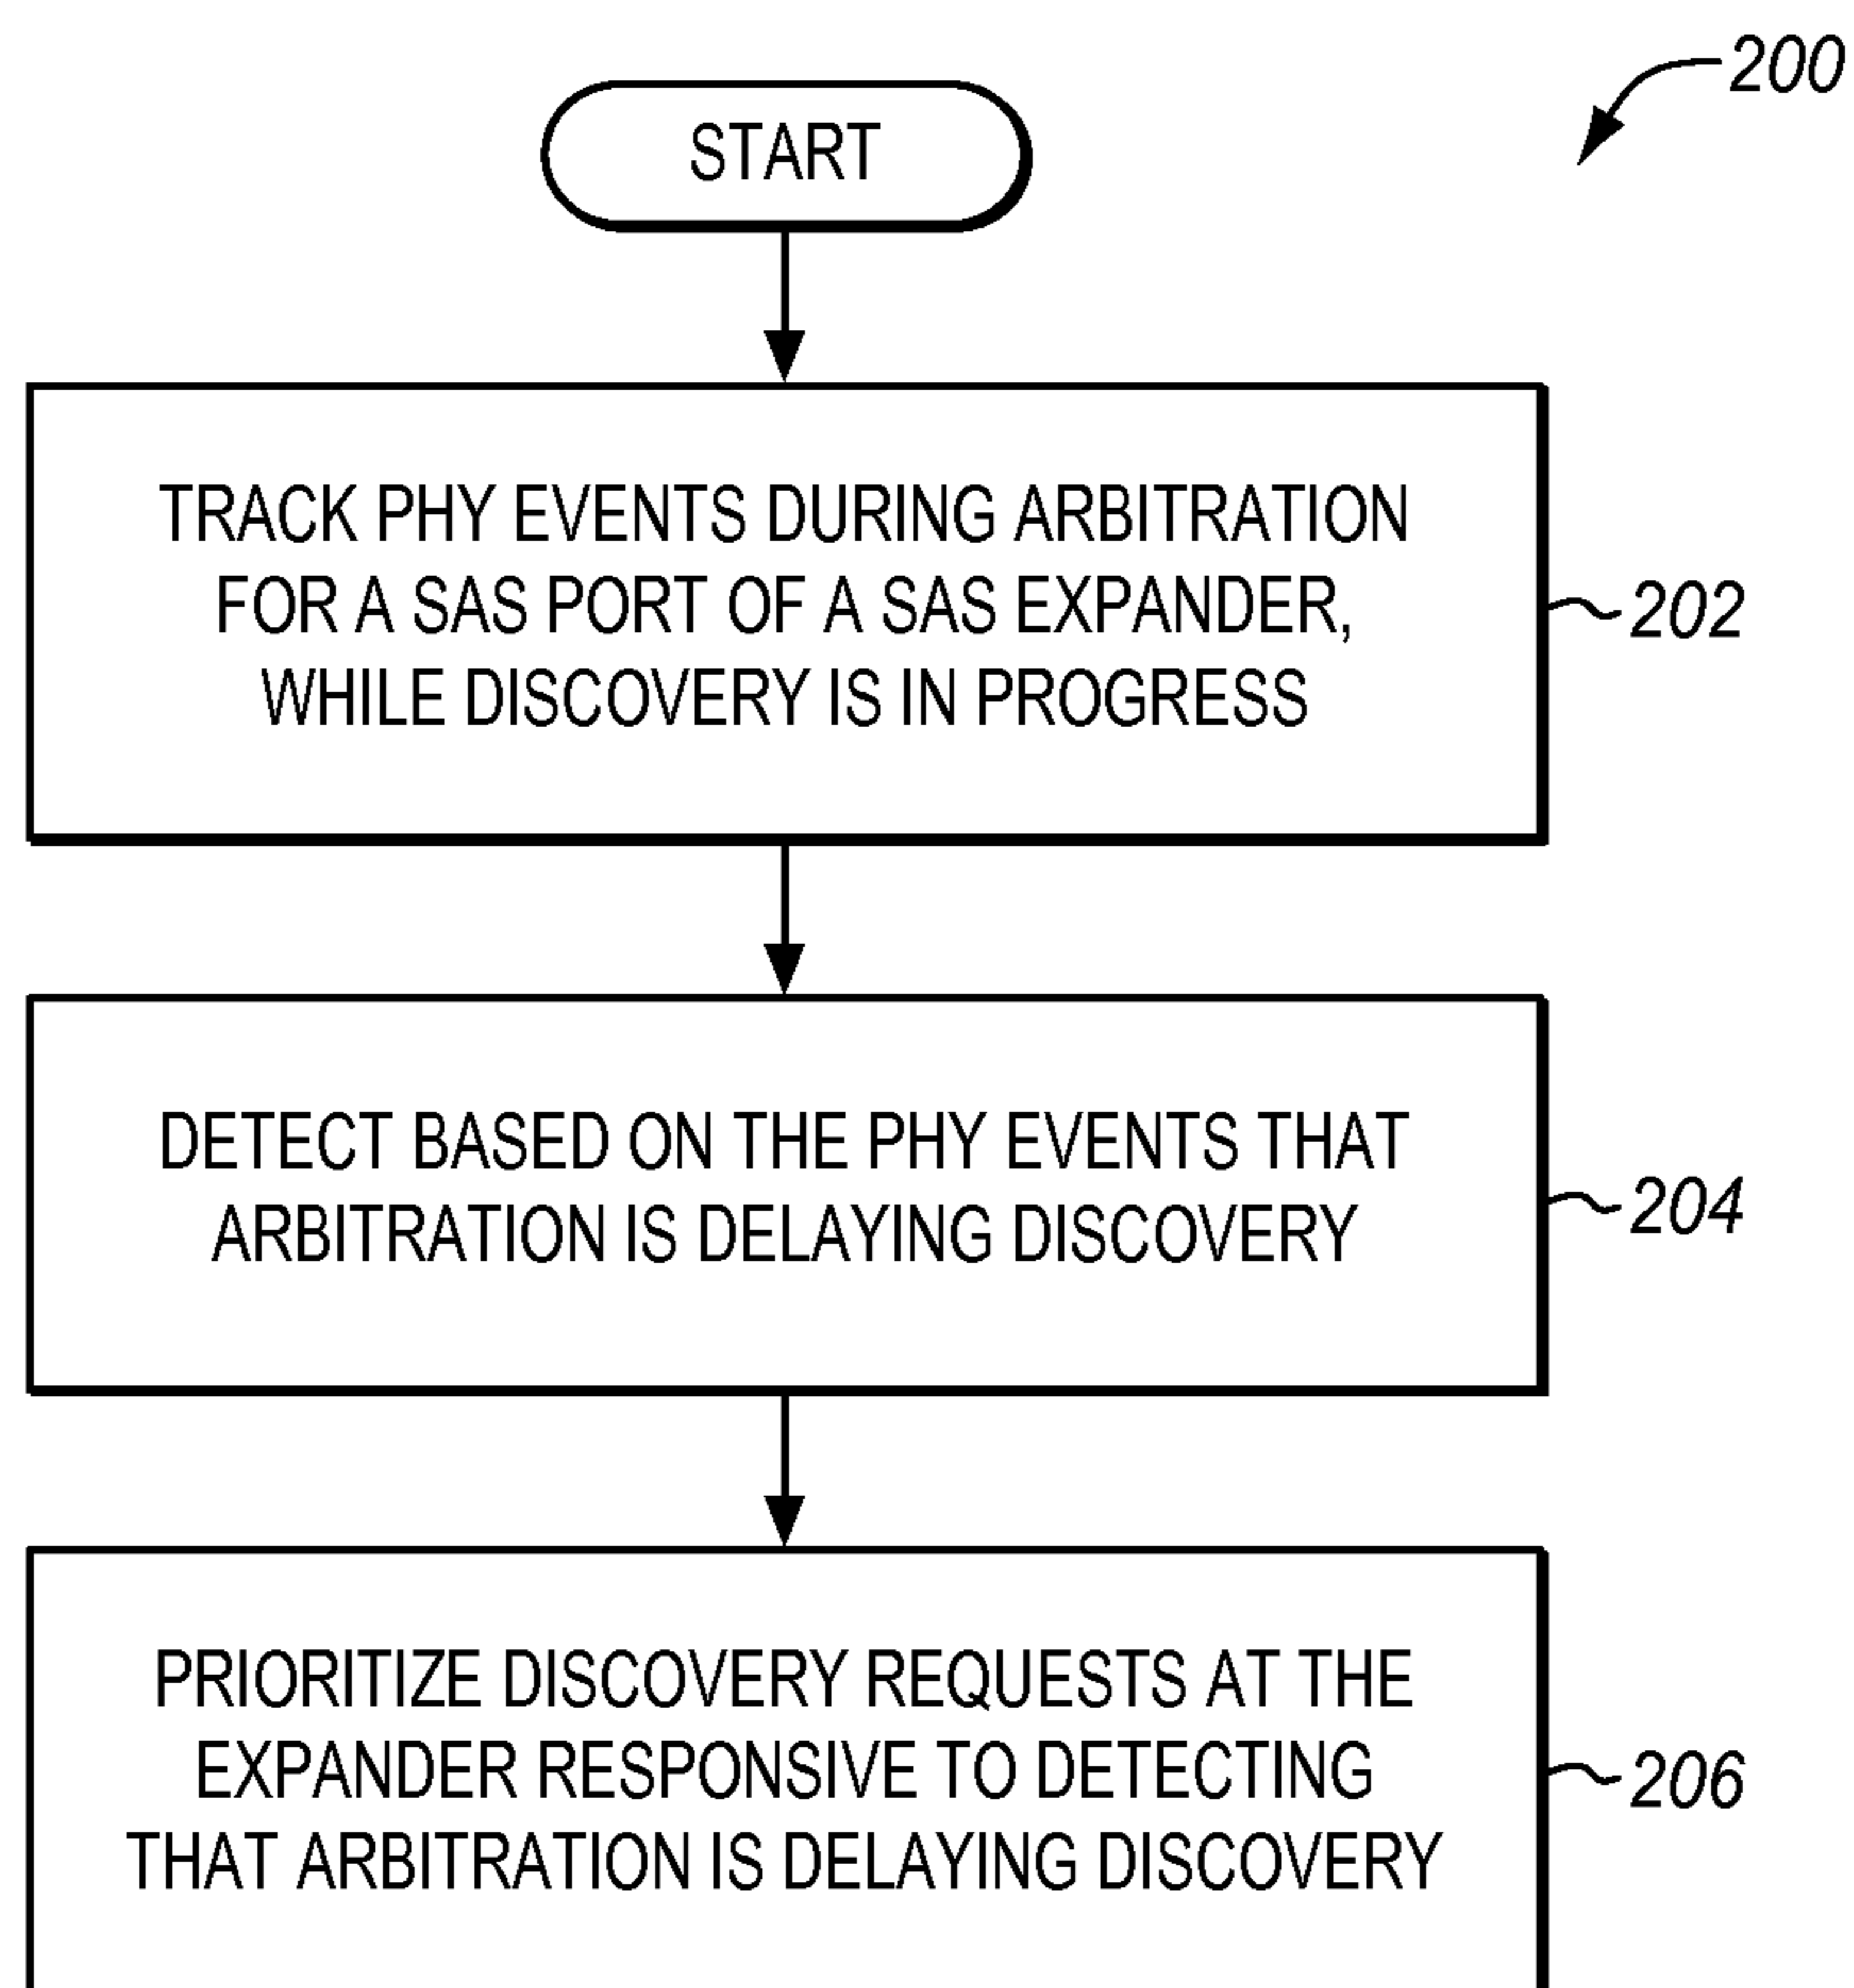 200
START
TRACK PHY EVENTS DURING ARBITRATION
FOR A SAS PORT OF A SAS EXPANDER,
WHILE DISCOVERY IS IN PROGRESS
202
DETECT BASED ON THE PHY EVENTS THAT
ARBITRATION IS DELAYING DISCOVERY
204
PRIORITIZE DISCOVERY REQUESTS AT THE
EXPANDER RESPONSIVE TO DETECTING
THAT ARBITRATION IS DELAYING DISCOVERY
206